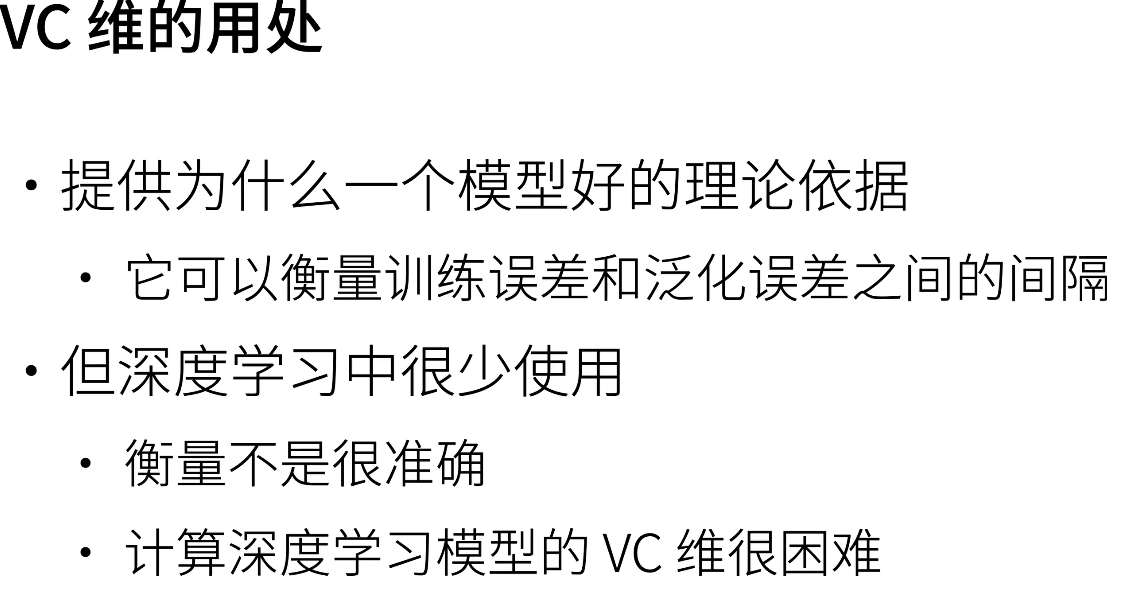 VC 维的用处
• 提供为什么一个模型好的理论依据
• 它可以衡量训练误差和泛化误差之间的间隔
• 但深度学习中很少使用
• 衡量不是很准确
• 计算深度学习模型的 VC 维很困难